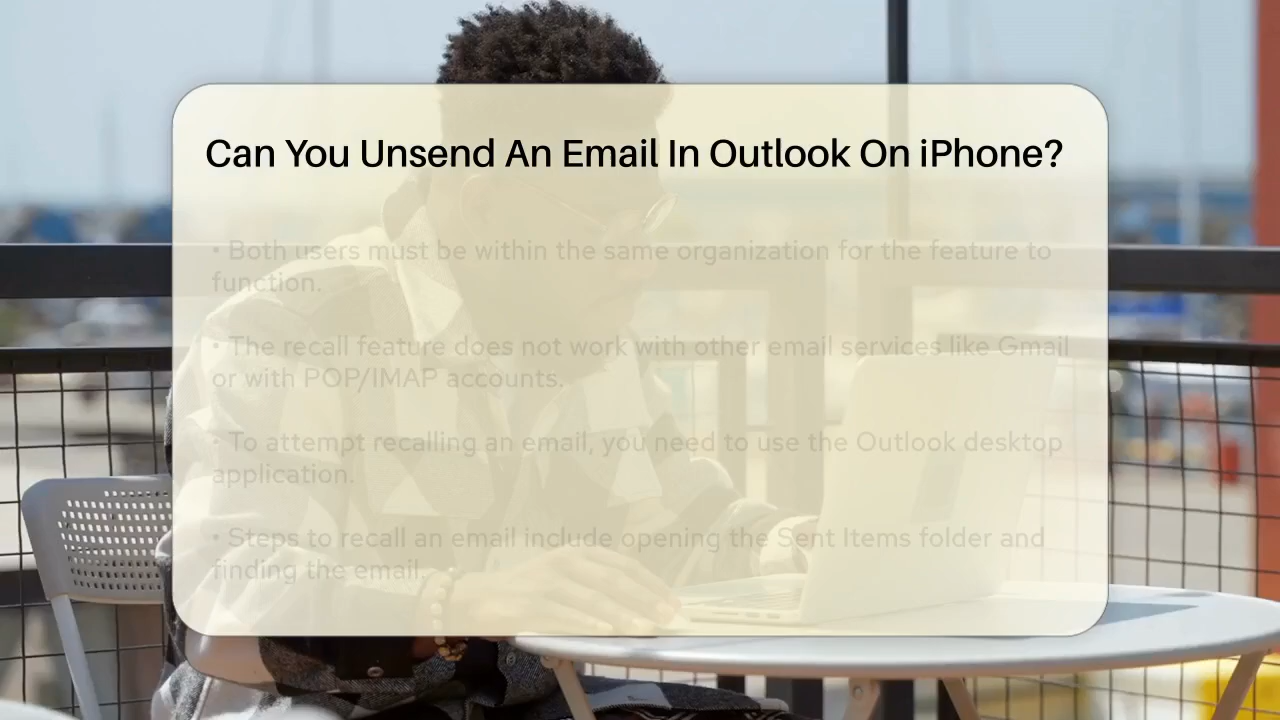 Can You Unsend An Email In Outlook On iPhone?
• Both users must be within the same organization for the feature to
function.
• The recall feature does not work with other email services like Gmail
or with POP/IMAP accounts.
• To attempt recalling an email, you need to use the Outlook desktop
application.
• Steps to recall an email include opening the Sent Items folder and
finding the email.